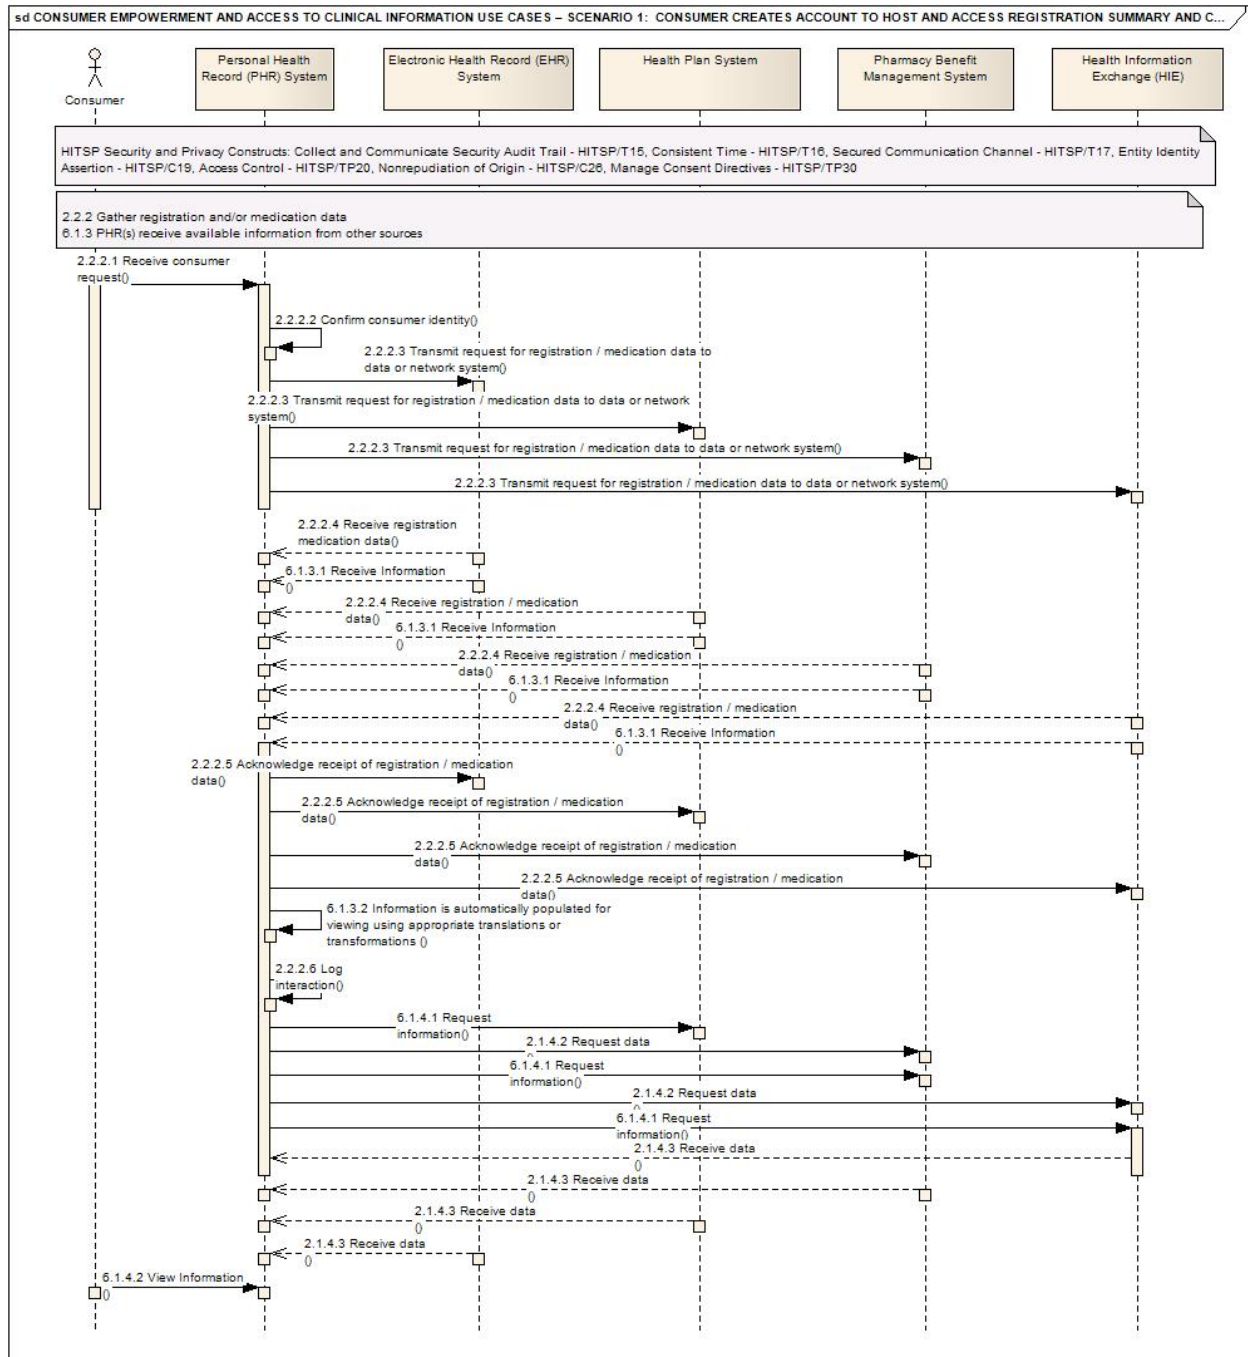 sd CONSUMER EMPOWERMENT AND ACCESS TO CLINICAL INFORMATION USE CASES – SCENARIO 1: CONSUMER CREATES ACCOUNT TO HOST AND ACCESS REGISTRATION SUMMARY AND C...
Consumer
Personal Health
Record (PHR) System
Electronic Health Record (EHR)
System
Health Plan System
Pharmacy Benefit
Management System
Health Information
Exchange (HIE)
HITSP Security and Privacy Constructs: Collect and Communicate Security Audit Trail - HITSP/T15, Consistent Time - HITSP/T16, Secured Communication Channel - HITSP/T17, Entity Identity
Assertion - HITSP/C19, Access Control - HITSP/TP20, Nonrepudiation of Origin - HITSP/C26, Manage Consent Directives - HITSP/TP30
2.2.2 Gather registration and/or medication data
6.1.3 PHR(s) receive available information from other sources
2.2.2.1 Receive consumer
request()
2.2.2.2 Confirm consumer identity()
2.2.2.3 Transmit request for registration / medication data to
data or network system()
2.2.2.3 Transmit request for registration / medication data to data or network
system()
2.2.2.3 Transmit request for registration / medication data to data or network system()
2.2.2.3 Transmit request for registration / medication data to data or network system()
2.2.2.4 Receive registration
medication data()
6.1.3.1 Receive Information
()
2.2.2.4 Receive registration / medication
data()
6.1.3.1 Receive Information
()
2.2.2.4 Receive registration / medication
data()
6.1.3.1 Receive Information
()
2.2.2.4 Receive registration / medication
data()
6.1.3.1 Receive Information
()
2.2.2.5 Acknowledge receipt of registration / medication
data()
2.2.2.5 Acknowledge receipt of registration / medication
data()
2.2.2.5 Acknowledge receipt of registration / medication
data()
2.2.2.5 Acknowledge receipt of registration / medication
data()
6.1.3.2 Information is automatically populated for
viewing using appropriate translations or
transformations ()
2.2.2.6 Log
interaction()
6.1.4.1 Request
information()
2.1.4.2 Request data
()
6.1.4.1 Request
information()
2.1.4.2 Request data
()
6.1.4.1 Request
information()
2.1.4.3 Receive data
()
2.1.4.3 Receive data
()
2.1.4.3 Receive data
()
2.1.4.3 Receive data
()
6.1.4.2 View Information
()